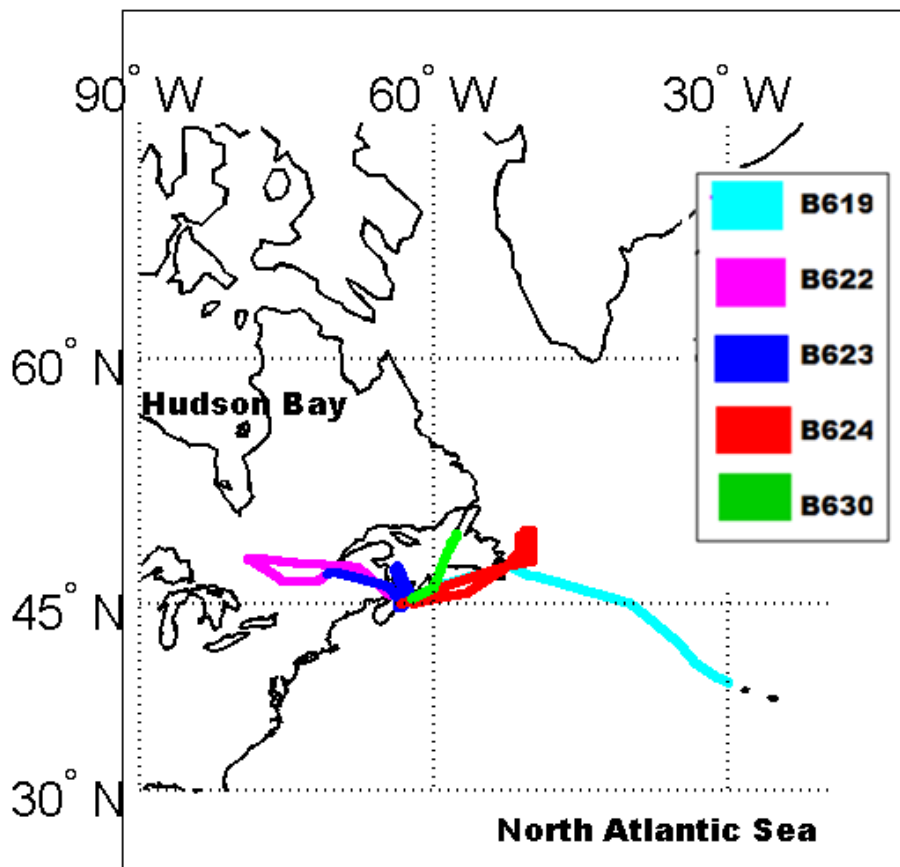 90° W 60° W 30° W
B619
B622
B623
60° N
Hudson Bay
B624
B630
45° N
30° N
North Atlantic Sea